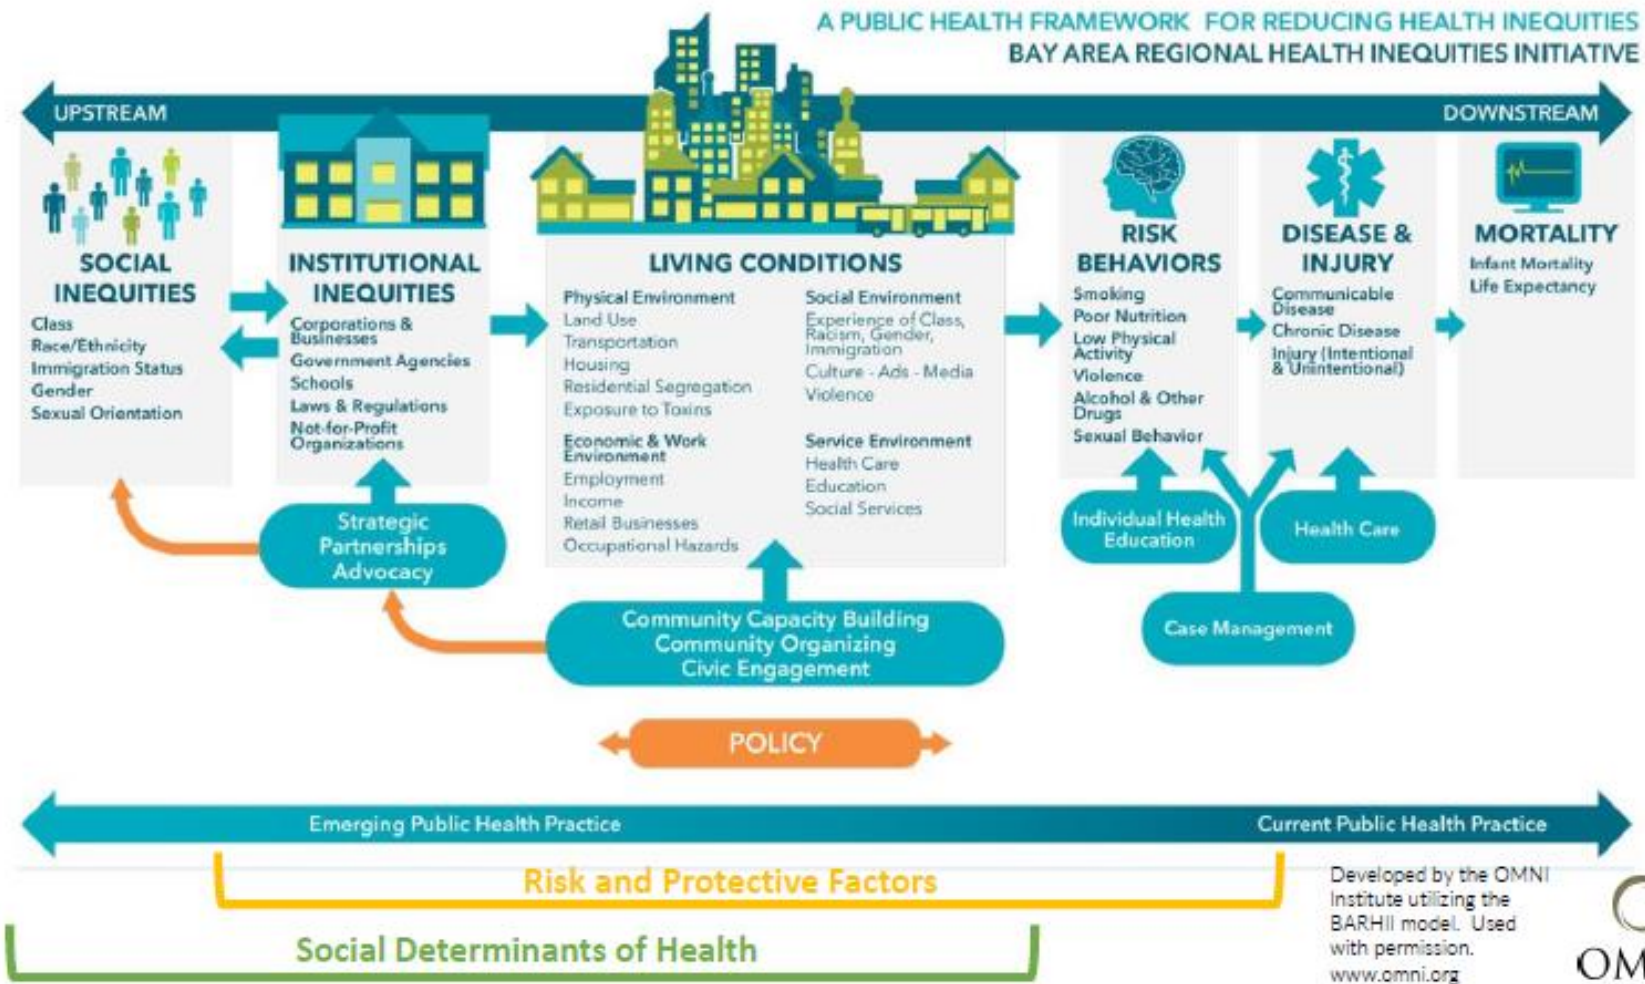 A PUBLIC HEALTH FRAMEWORK FOR REDUCING HEALTH INEQUITIES
BAY AREA REGIONAL HEALTH INEQUITIES INITIATIVE
UPSTREAM
DOWNSTREAM
SOCIAL
INEQUITIES
Class
Race/Ethnicity
Immigration Status
Gender
Sexual Orientation
INSTITUTIONAL
INEQUITIES
Corporations &
Businesses
Government Agencies
Schools
Laws & Regulations
Not-for-Profit
Organizations
LIVING CONDITIONS
Physical Environment
Land Use
Transportation
Housing
Residential Segregation
Exposure to Toxins
Economic & Work
Environment
Employment
Income
Retail Businesses
Occupational Hazards
Social Environment
Experience of Class,
Racism, Gender,
Immigration
Culture - Ads - Media
Violence
Service Environment
Health Care
Education
Social Services
RISK
BEHAVIORS
Smoking
Poor Nutrition
Low Physical
Activity
Violence
Alcohol & Other
Drugs
Sexual Behavior
DISEASE &
INJURY
Communicable
Disease
Chronic Disease
Injury (Intentional
& Unintentional)
MORTALITY
Infant Mortality
Life Expectancy
Strategic
Partnerships
Advocacy
Community Capacity Building
Community Organizing
Civic Engagement
Individual Health
Education
Health Care
Case Management
POLICY
Emerging Public Health Practice
Current Public Health Practice
Risk and Protective Factors
Social Determinants of Health
Developed by the OMNI
Institute utilizing the
BARHII model. Used
with permission.
www.omni.org
OM